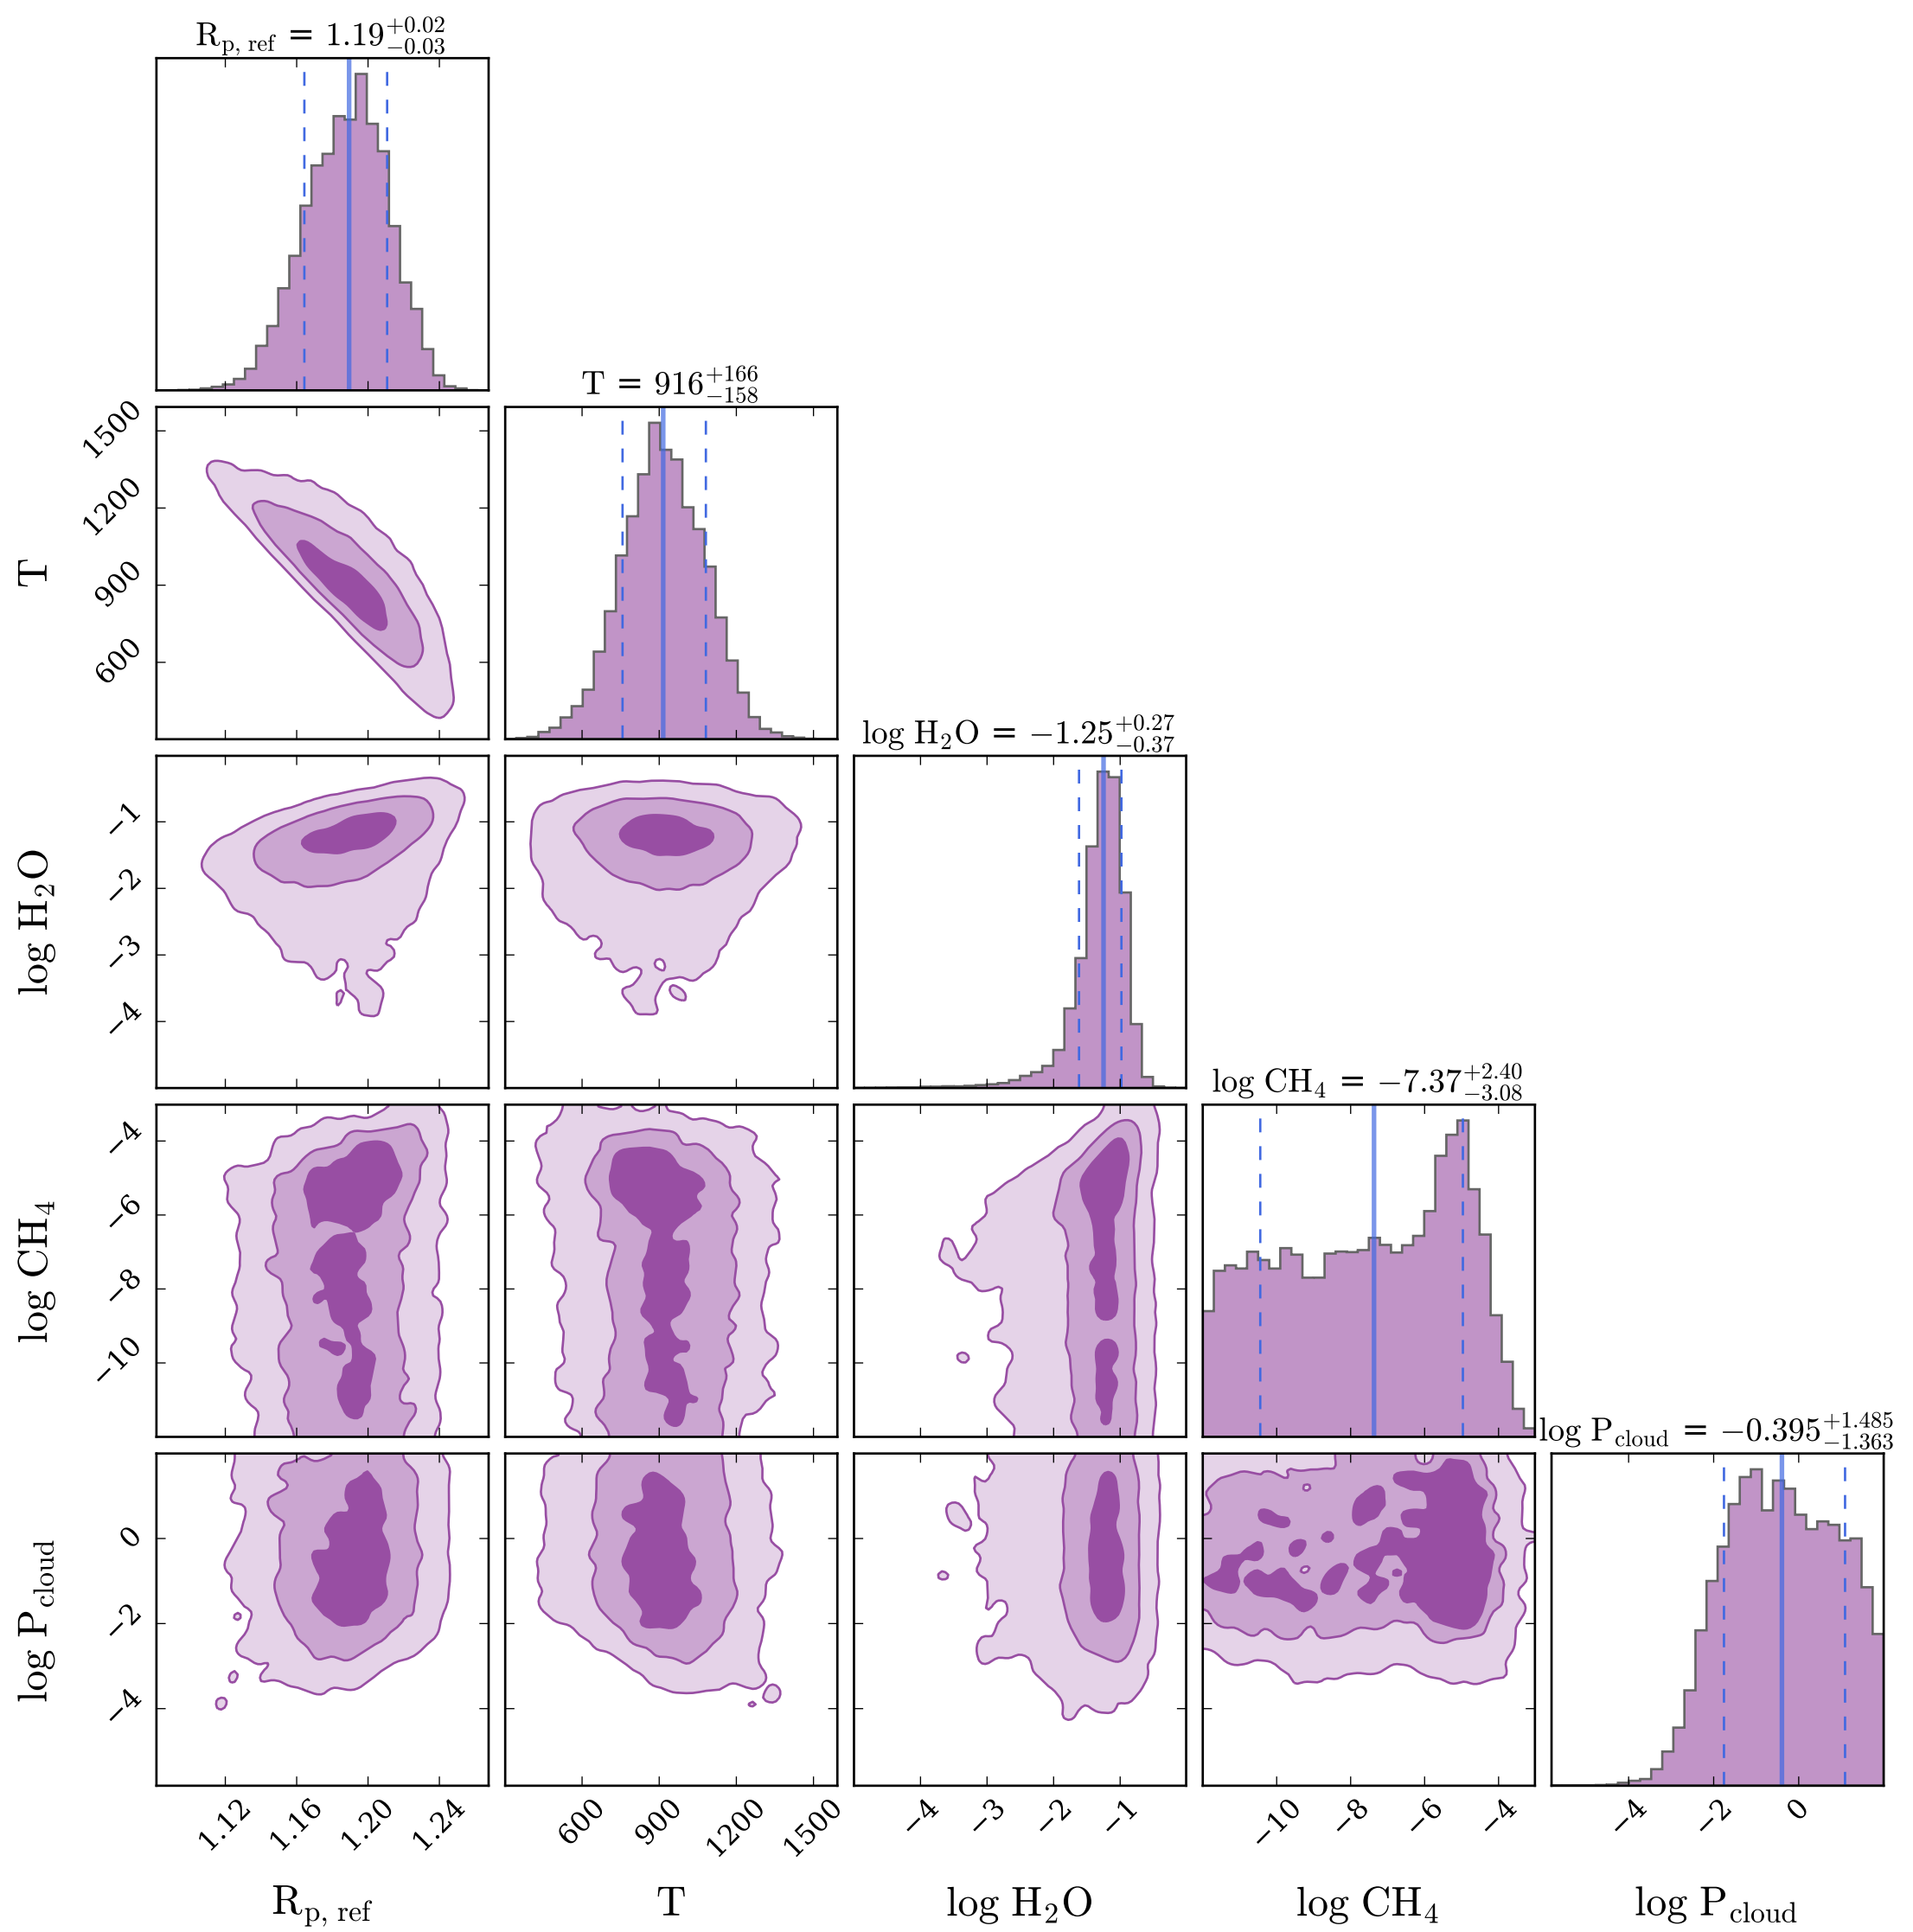 R_p, ref = 1.19^{+0.02}_{−0.03}
T = 916^{+166}_{−158}
1500
1200
900
600
T
log H₂O = −1.25^{+0.27}_{−0.37}
−1
−2
−3
−4
log H₂O
log CH₄ = −7.37^{+2.40}_{−3.08}
−4
−6
−8
−10
log CH₄
log P_cloud = −0.395^{+1.485}_{−1.363}
0
−2
−4
log P_cloud
1.12 1.16 1.20 1.24
600 900 1200 1500
−4 −3 −2 −1
−10 −8 −6 −4
−4 −2 0
R_p, ref
T
log H₂O
log CH₄
log P_cloud